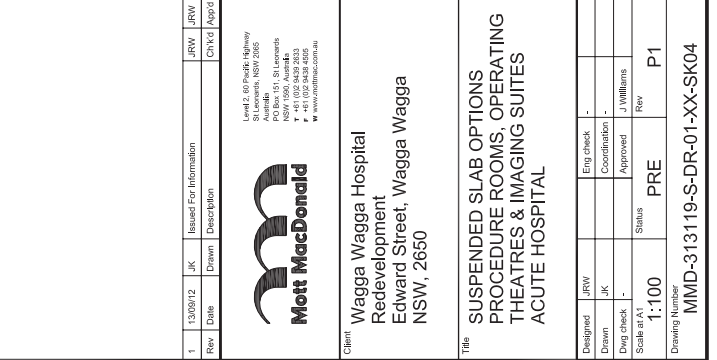 1 13/09/12 JK Issued For Information JRW JRW
Rev Date Drawn Description Ch'k'd App'd
Mott MacDonald
Level 2, 60 Pacific Highway
St Leonards, NSW 2065
Australia
PO Box 151, St Leonards
NSW 1590, Australia
T +61 (0)2 9439 2633
F +61 (0)2 9438 4505
W www.mottmac.com.au
Client
Wagga Wagga Hospital
Redevelopment
Edward Street, Wagga Wagga
NSW, 2650
Title
SUSPENDED SLAB OPTIONS
PROCEDURE ROOMS, OPERATING
THEATRES & IMAGING SUITES
ACUTE HOSPITAL
Designed JRW Eng check -
Drawn JK Coordination -
Dwg check - Approved J Williams
Scale at A1 Status Rev
1:100 PRE P1
Drawing Number
MMD-313119-S-DR-01-XX-SK04